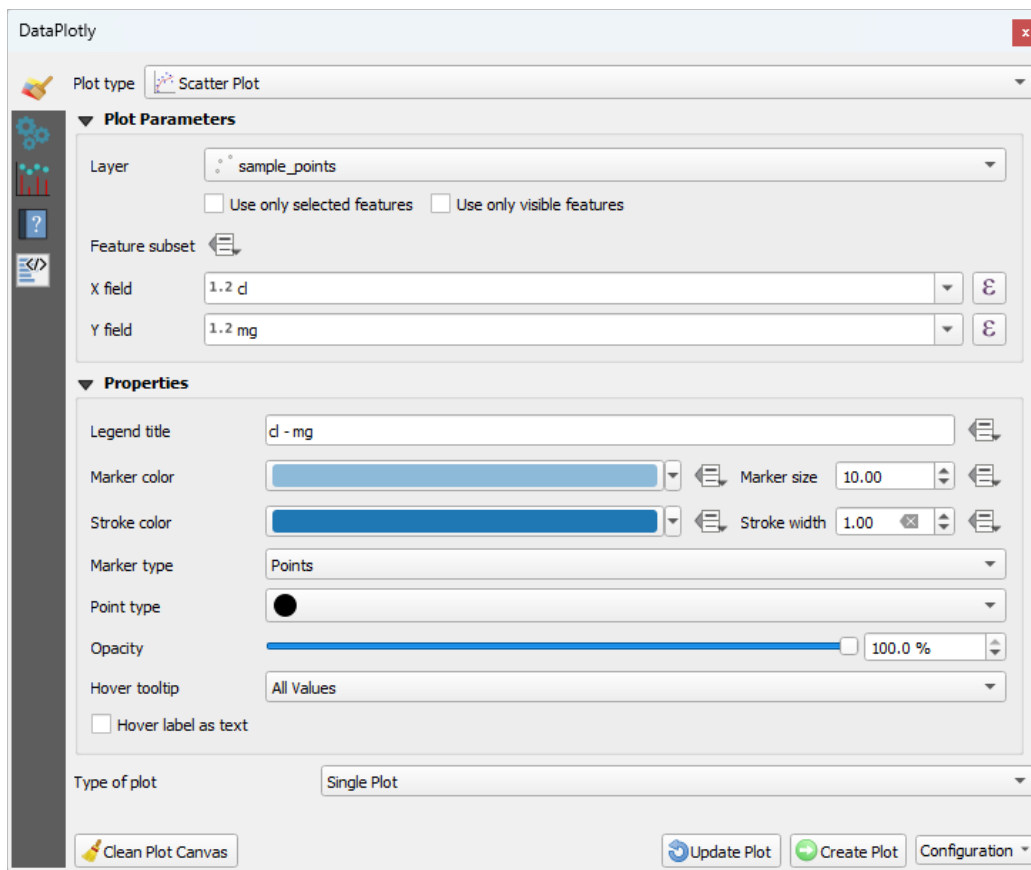 DataPlotly
x
Plot type Scatter Plot
Plot Parameters
Layer sample_points
Use only selected features Use only visible features
Feature subset
X field 1.2 cl ε
Y field 1.2 mg ε
Properties
Legend title cl - mg
Marker color Marker size 10.00
Stroke color Stroke width 1.00
Marker type Points
Point type
Opacity 100.0 %
Hover tooltip All Values
Hover label as text
Type of plot Single Plot
Clean Plot Canvas Update Plot Create Plot Configuration